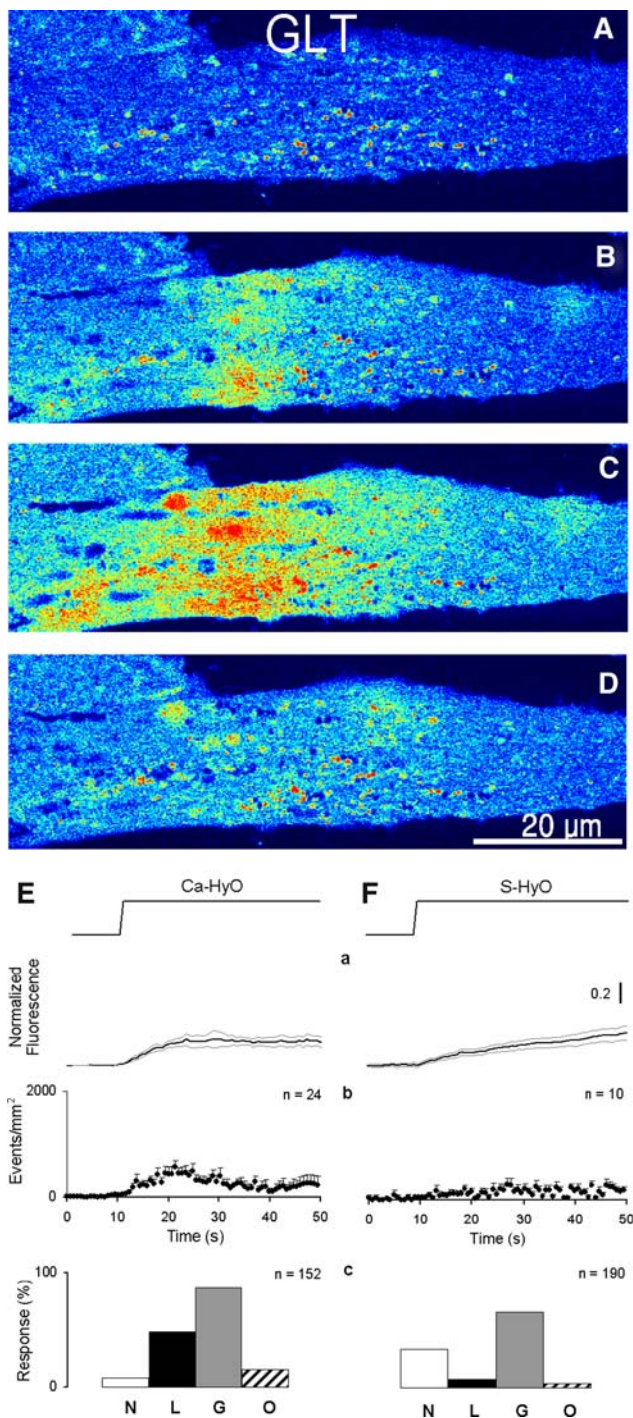 GLT
A
B
C
D
20 µm
E Ca-HyO
F S-HyO
a
Normalized Fluorescence
0.2
2000
n = 24
b
n = 10
Events/mm²
0
0 10 20 30 40 50
Time (s)
0 10 20 30 40 50
Time (s)
100
n = 152
c
n = 190
Response (%)
0
N L G O
N L G O